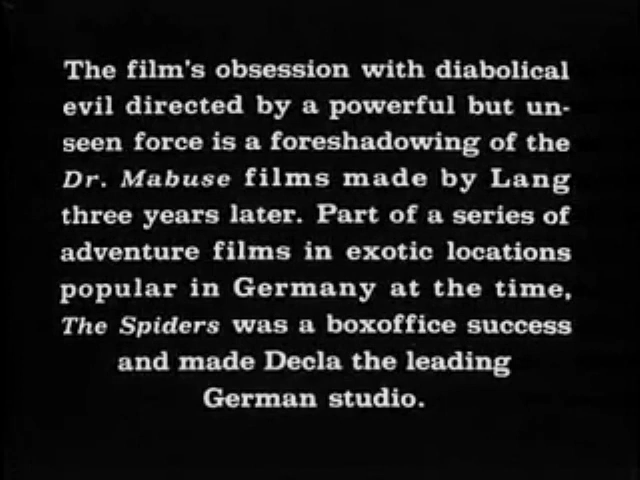 The film's obsession with diabolical
evil directed by a powerful but un-
seen force is a foreshadowing of the
Dr. Mabuse films made by Lang
three years later. Part of a series of
adventure films in exotic locations
popular in Germany at the time,
The Spiders was a boxoffice success
and made Decla the leading
German studio.